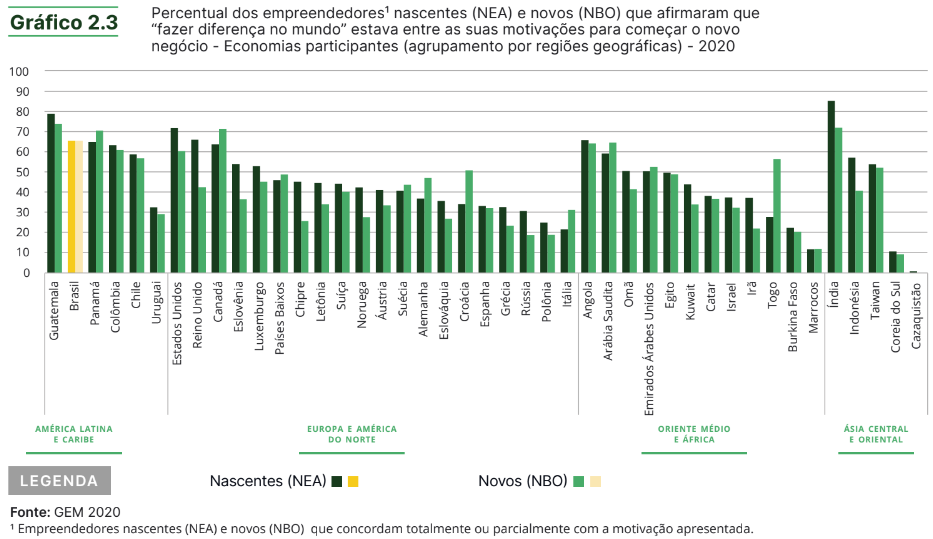 Gráfico 2.3
Percentual dos empreendedores¹ nascentes (NEA) e novos (NBO) que afirmaram que
“fazer diferença no mundo” estava entre as suas motivações para começar o novo
negócio - Economias participantes (agrupamento por regiões geográficas) - 2020
100
90
80
70
60
50
40
30
20
10
0
Guatemala
Brasil
Panamá
Colômbia
Chile
Uruguai
Estados Unidos
Reino Unido
Canadá
Eslovênia
Luxemburgo
Países Baixos
Chipre
Letônia
Suíça
Noruega
Áustria
Suécia
Alemanha
Eslováquia
Croácia
Espanha
Grécia
Rússia
Polônia
Itália
Angola
Arábia Saudita
Omã
Emirados Árabes Unidos
Egito
Kuwait
Catar
Israel
Irã
Togo
Burkina Faso
Marrocos
Índia
Indonésia
Taiwan
Coreia do Sul
Cazaquistão
AMÉRICA LATINA
E CARIBE
EUROPA E AMÉRICA
DO NORTE
ORIENTE MÉDIO
E ÁFRICA
ÁSIA CENTRAL
E ORIENTAL
LEGENDA
Nascentes (NEA)
Novos (NBO)
Fonte: GEM 2020
¹ Empreendedores nascentes (NEA) e novos (NBO) que concordam totalmente ou parcialmente com a motivação apresentada.